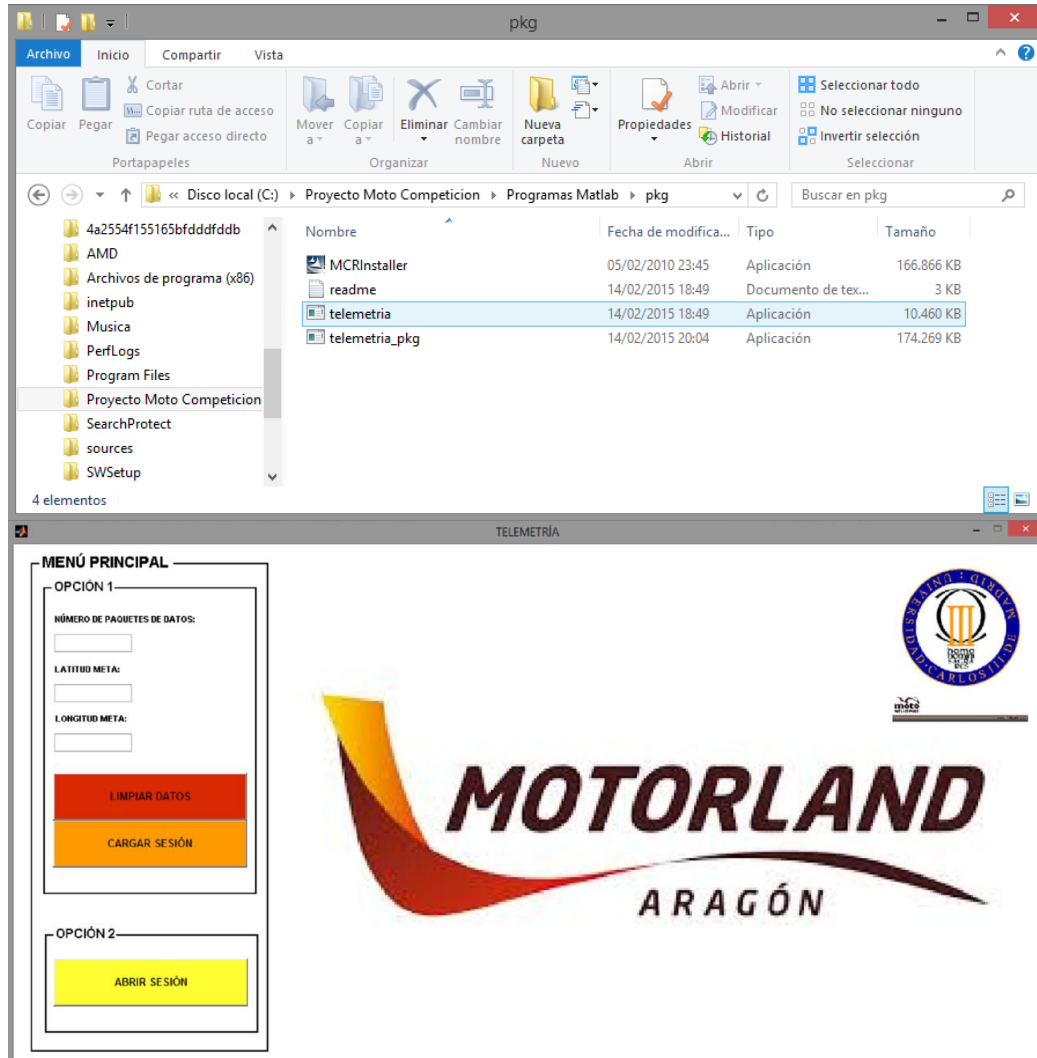 pkg
Archivo Inicio Compartir Vista
Copiar
Pegar
Cortar
Copiar ruta de acceso
Pegar acceso directo
Portapapeles
Mover a
Copiar a
Eliminar
Cambiar nombre
Organizar
Nueva carpeta
Nuevo
Propiedades
Abrir
Modificar
Historial
Abrir
Seleccionar todo
No seleccionar ninguno
Invertir selección
Seleccionar
« Disco local (C:) Proyecto Moto Competicion Programas Matlab pkg
Buscar en pkg
4a2554f155165bfdddfddb
AMD
Archivos de programa (x86)
inetpub
Musica
PerfLogs
Program Files
Proyecto Moto Competicion
SearchProtect
sources
SWSetup
Nombre Fecha de modifica... Tipo Tamaño
MCRInstaller 05/02/2010 23:45 Aplicación 166.866 KB
readme 14/02/2015 18:49 Documento de tex... 3 KB
telemetria 14/02/2015 18:49 Aplicación 10.460 KB
telemetria_pkg 14/02/2015 20:04 Aplicación 174.269 KB
4 elementos
TELEMETRÍA
MENÚ PRINCIPAL
OPCIÓN 1
NÚMERO DE PAQUETES DE DATOS:
LATITUD META:
LONGITUD META:
LIMPIAR DATOS
CARGAR SESIÓN
OPCIÓN 2
ABRIR SESIÓN
UNIVERSIDAD·CARLOS III·DE MADRID
moto
MOTORLAND
ARAGÓN